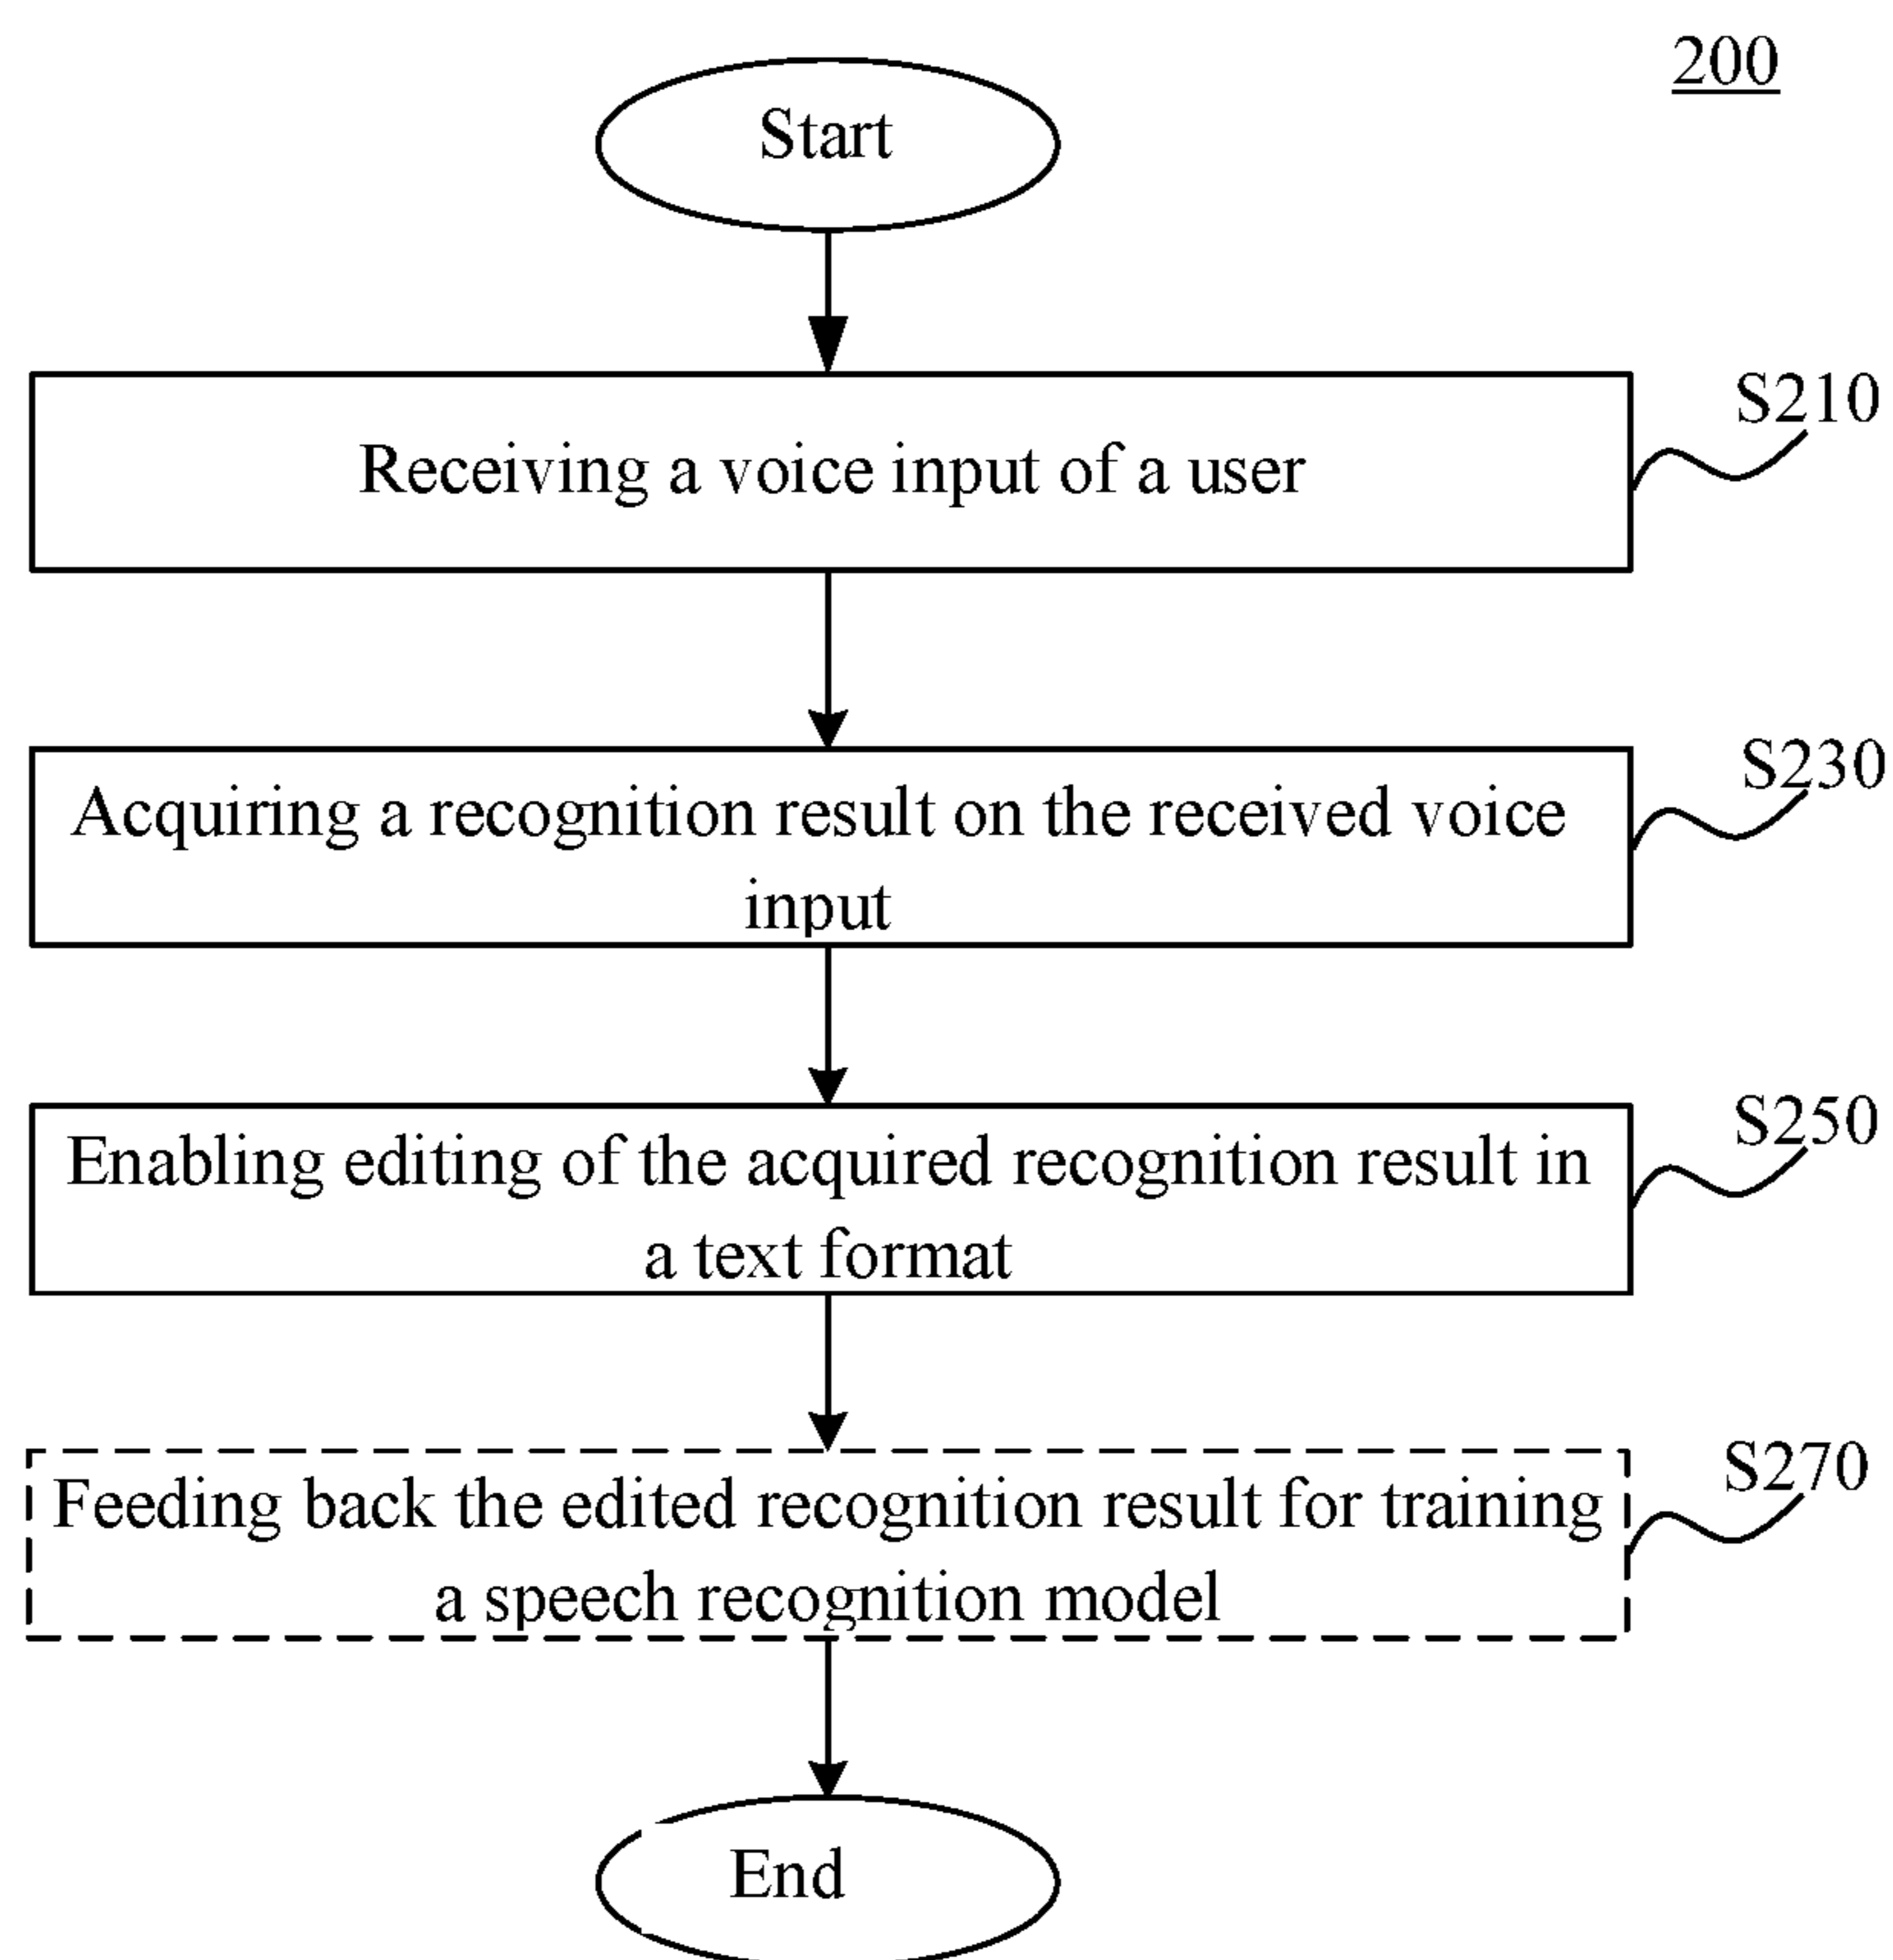 200
Start
Receiving a voice input of a user
S210
Acquiring a recognition result on the received voice
input
S230
Enabling editing of the acquired recognition result in
a text format
S250
Feeding back the edited recognition result for training
a speech recognition model
S270
End